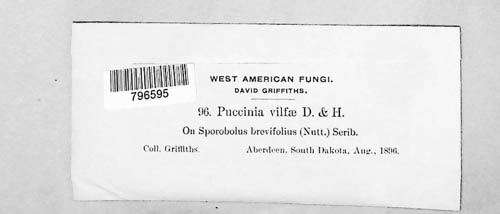 WEST AMERICAN FUNGI.
DAVID GRIFFITHS.
796595
96. Puccinia vilfæ D. & H.
On Sporobolus brevifolius (Nutt.) Scrib.
Coll. Griffiths. Aberdeen, South Dakota, Aug., 1896.